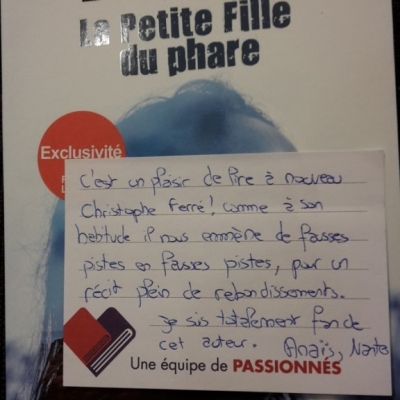 La Petite Fille
du phare
Exclusivité
C'est un plaisir de lire à nouveau
Christophe Ferré! comme à son
habitude il nous emmène de fausses
pistes en fausses pistes, par un
récit plein de rebondissements.
je suis totalement fan de
cet auteur. Anaïs, Nantes
Une équipe de PASSIONNÉS